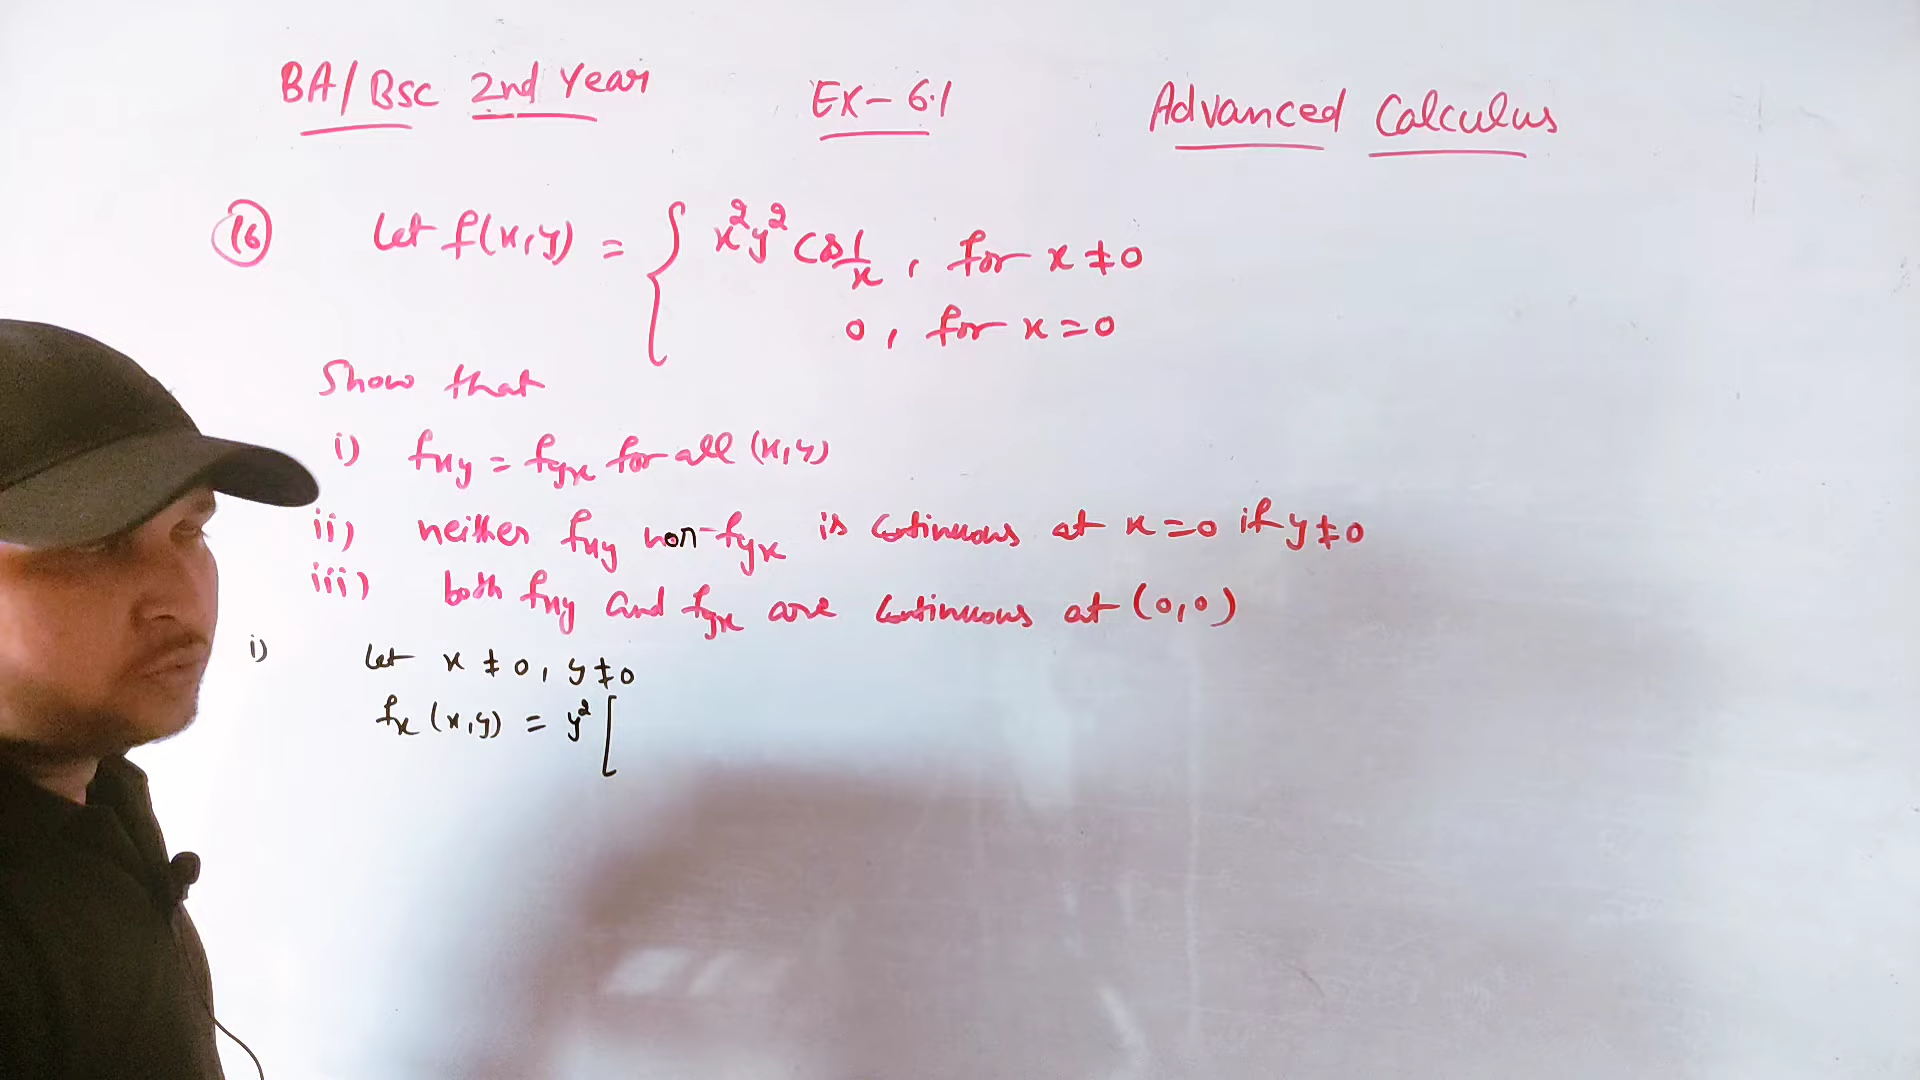 BA/BSc 2nd Year EX-6.1 Advanced Calculus
(16) Let f(x,y) = { x²y² cos 1/x , for x ≠ 0
0 , for x = 0
Show that
i) fxy = fyx for all (x,y)
ii) neither fxy non fyx is continuous at x = 0 if y ≠ 0
iii) both fxy and fyx are continuous at (0,0)
i) Let x ≠ 0, y ≠ 0
fx (x,y) = y² [